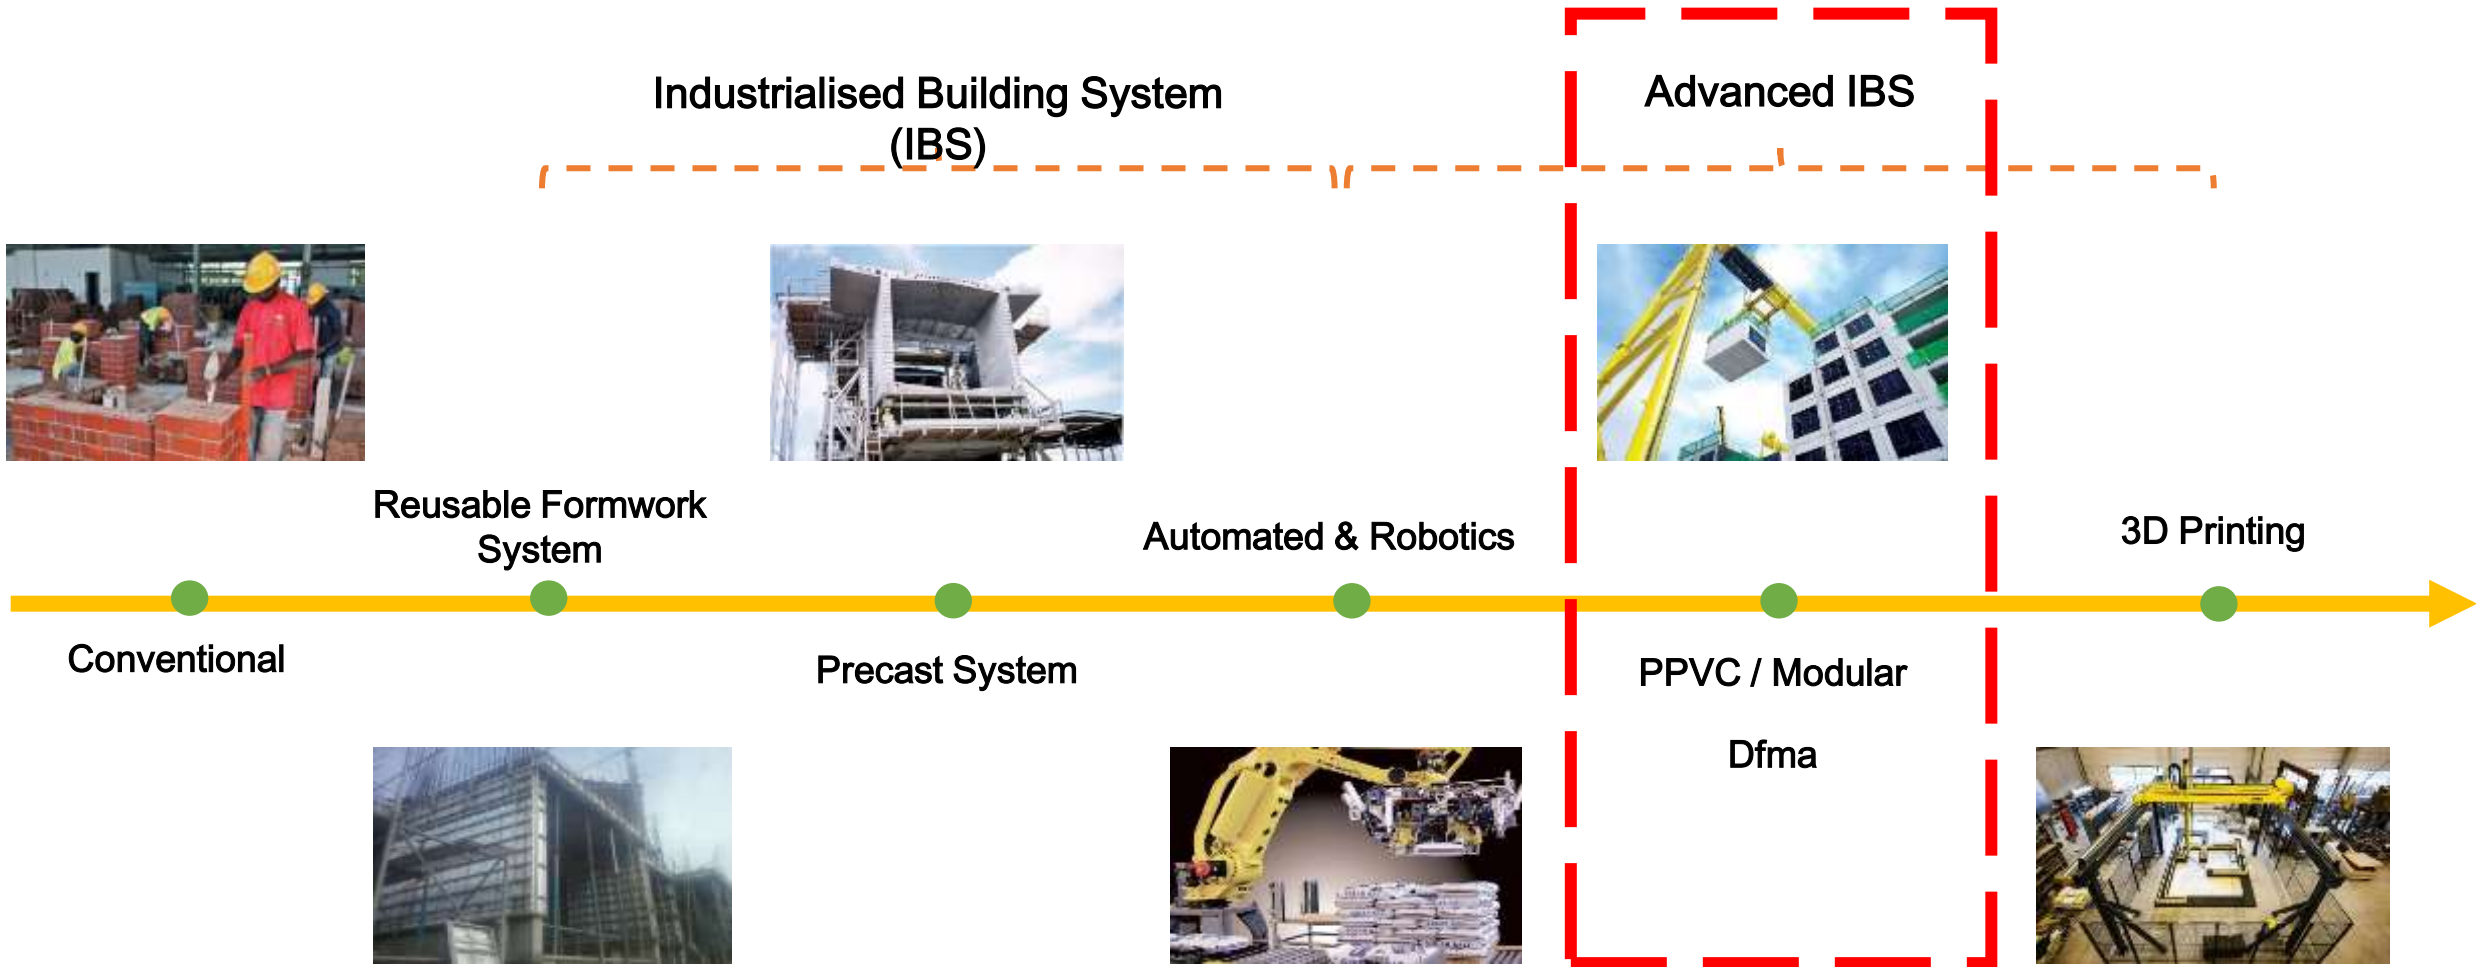 Industrialised Building System
(IBS)
Advanced IBS
Reusable Formwork
System
Automated & Robotics
3D Printing
Conventional
Precast System
PPVC / Modular
Dfma